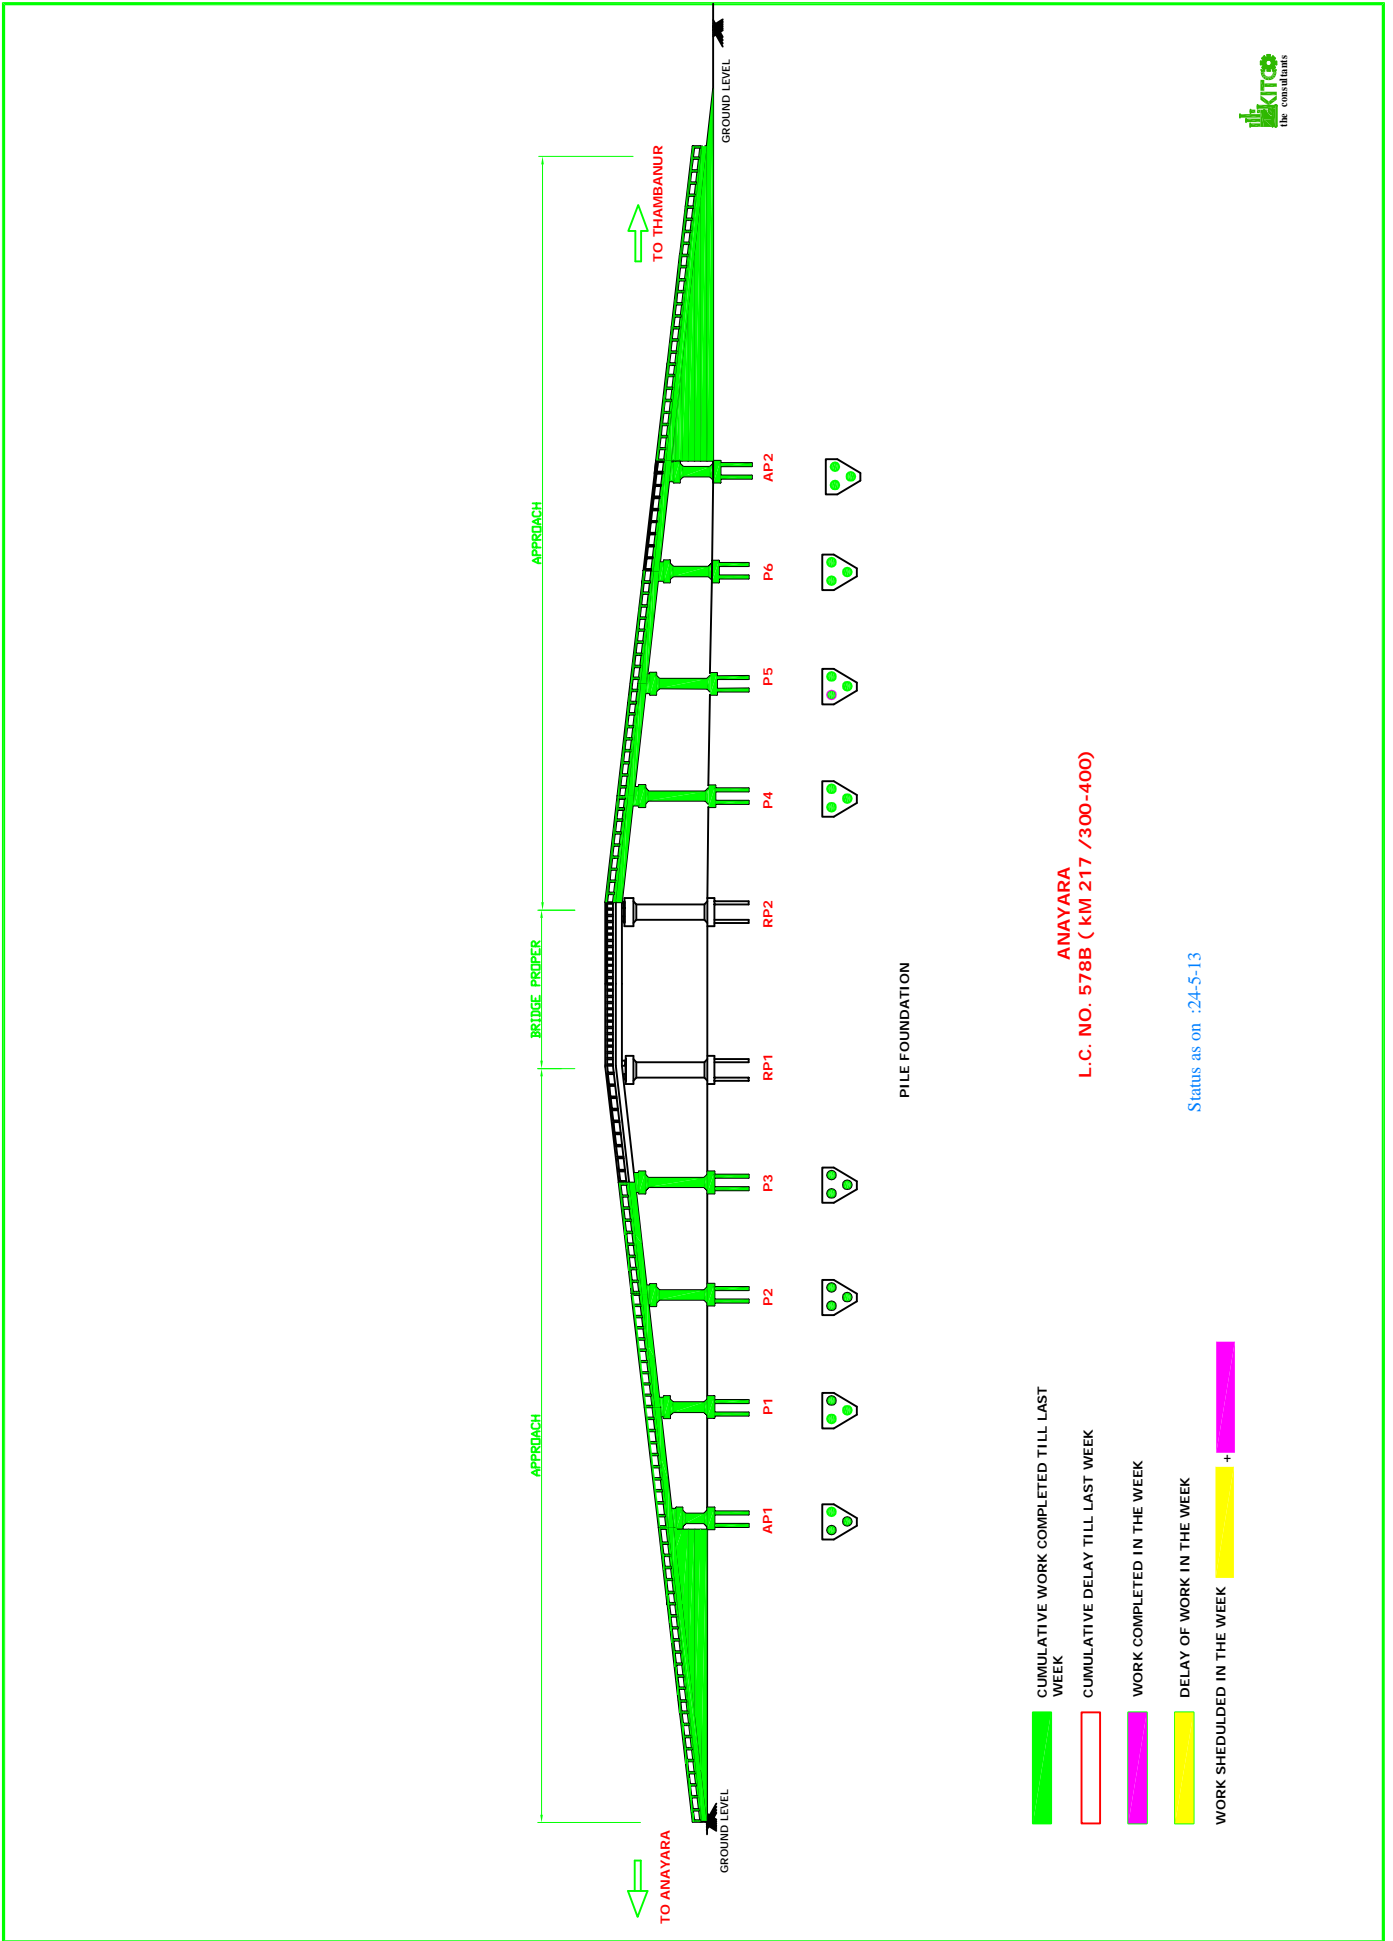 KITCO
the consultants
APPROACH
BRIDGE PROPER
APPROACH
TO ANAYARA
TO THAMBANUR
GROUND LEVEL
GROUND LEVEL
AP1
P1
P2
P3
RP1
RP2
P4
P5
P6
AP2
PILE FOUNDATION
ANAYARA
L.C. NO. 578B ( kM 217 /300-400)
Status as on :24-5-13
CUMULATIVE WORK COMPLETED TILL LAST
WEEK
CUMULATIVE DELAY TILL LAST WEEK
WORK COMPLETED IN THE WEEK
DELAY OF WORK IN THE WEEK
WORK SHEDULDED IN THE WEEK +